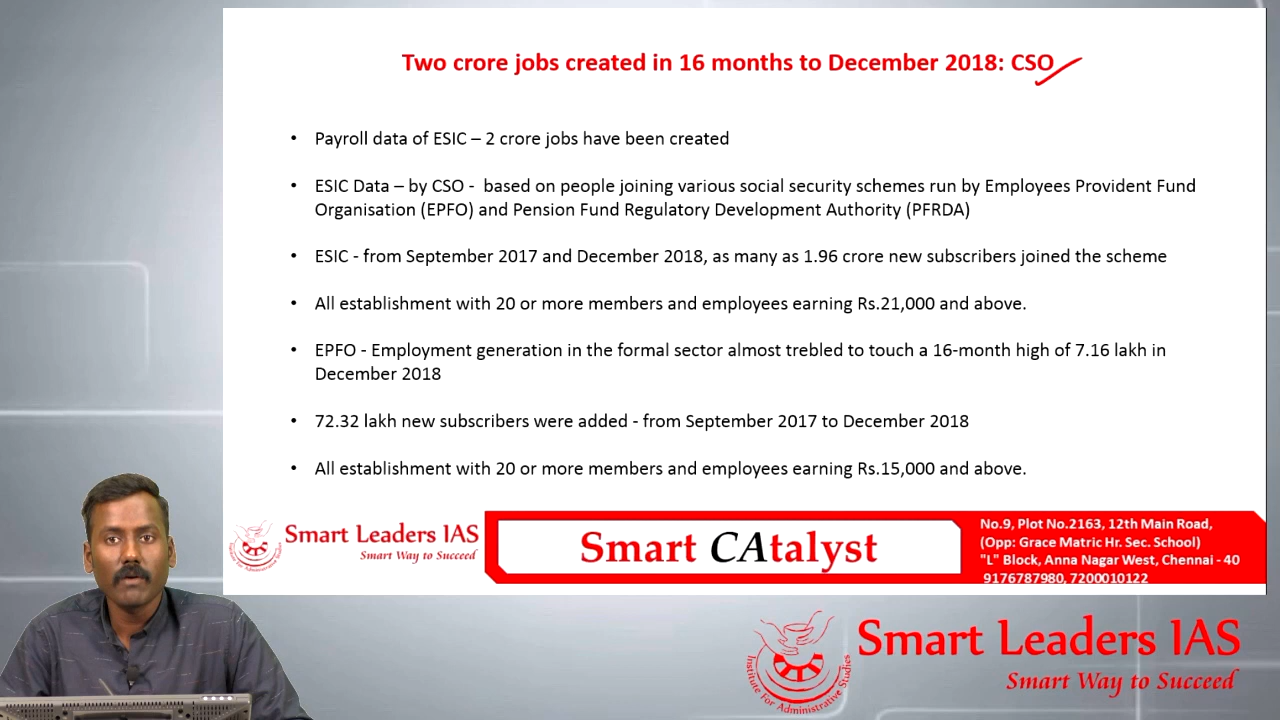 Two crore jobs created in 16 months to December 2018: CSO
• Payroll data of ESIC – 2 crore jobs have been created
• ESIC Data – by CSO - based on people joining various social security schemes run by Employees Provident Fund
Organisation (EPFO) and Pension Fund Regulatory Development Authority (PFRDA)
• ESIC - from September 2017 and December 2018, as many as 1.96 crore new subscribers joined the scheme
• All establishment with 20 or more members and employees earning Rs.21,000 and above.
• EPFO - Employment generation in the formal sector almost trebled to touch a 16-month high of 7.16 lakh in
December 2018
• 72.32 lakh new subscribers were added - from September 2017 to December 2018
• All establishment with 20 or more members and employees earning Rs.15,000 and above.
Smart Leaders IAS
Smart Way to Succeed
Smart CAtalyst
No.9, Plot No.2163, 12th Main Road,
(Opp: Grace Matric Hr. Sec. School)
"L" Block, Anna Nagar West, Chennai - 40
9176787980, 7200010122
Institute For Administrative Studies
Smart Leaders IAS
Smart Way to Succeed